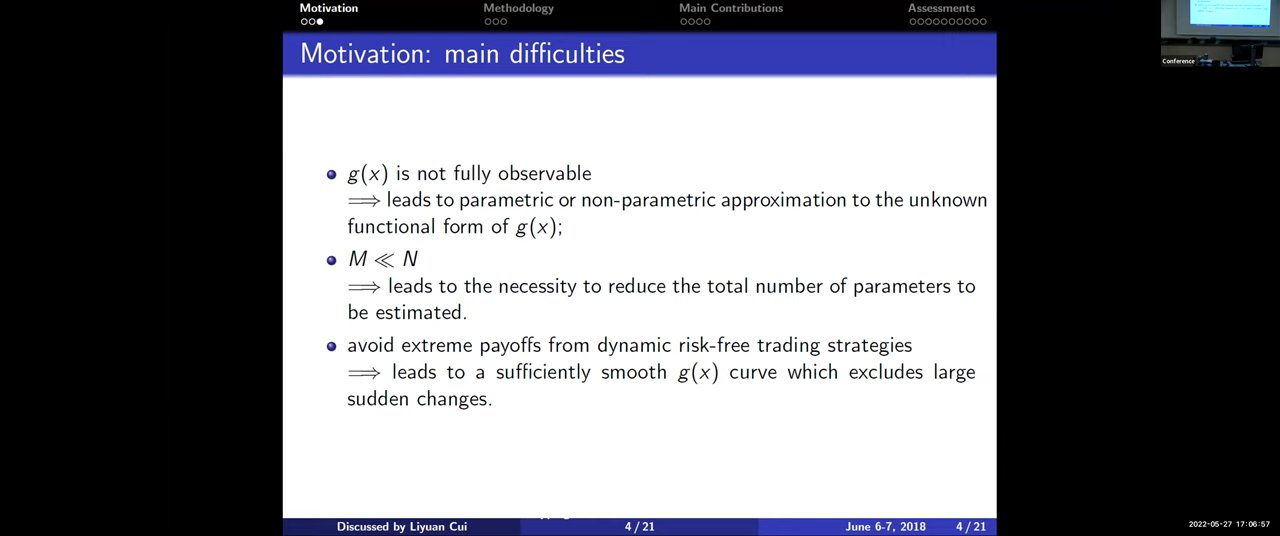 Motivation
Methodology
Main Contributions
Assessments
Motivation: main difficulties
g(x) is not fully observable
⟹ leads to parametric or non-parametric approximation to the unknown
functional form of g(x);
M ≪ N
⟹ leads to the necessity to reduce the total number of parameters to
be estimated.
avoid extreme payoffs from dynamic risk-free trading strategies
⟹ leads to a sufficiently smooth g(x) curve which excludes large
sudden changes.
Discussed by Liyuan Cui
4 / 21
June 6-7, 2018
4 / 21
Conference
2022-05-27 17:06:57